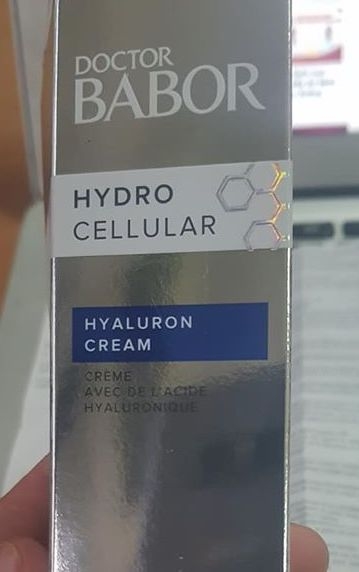 DOCTOR
BABOR
HYDRO
CELLULAR
HYALURON
CREAM
CRÈME
AVEC DE L'ACIDE
HYALURONIQUE